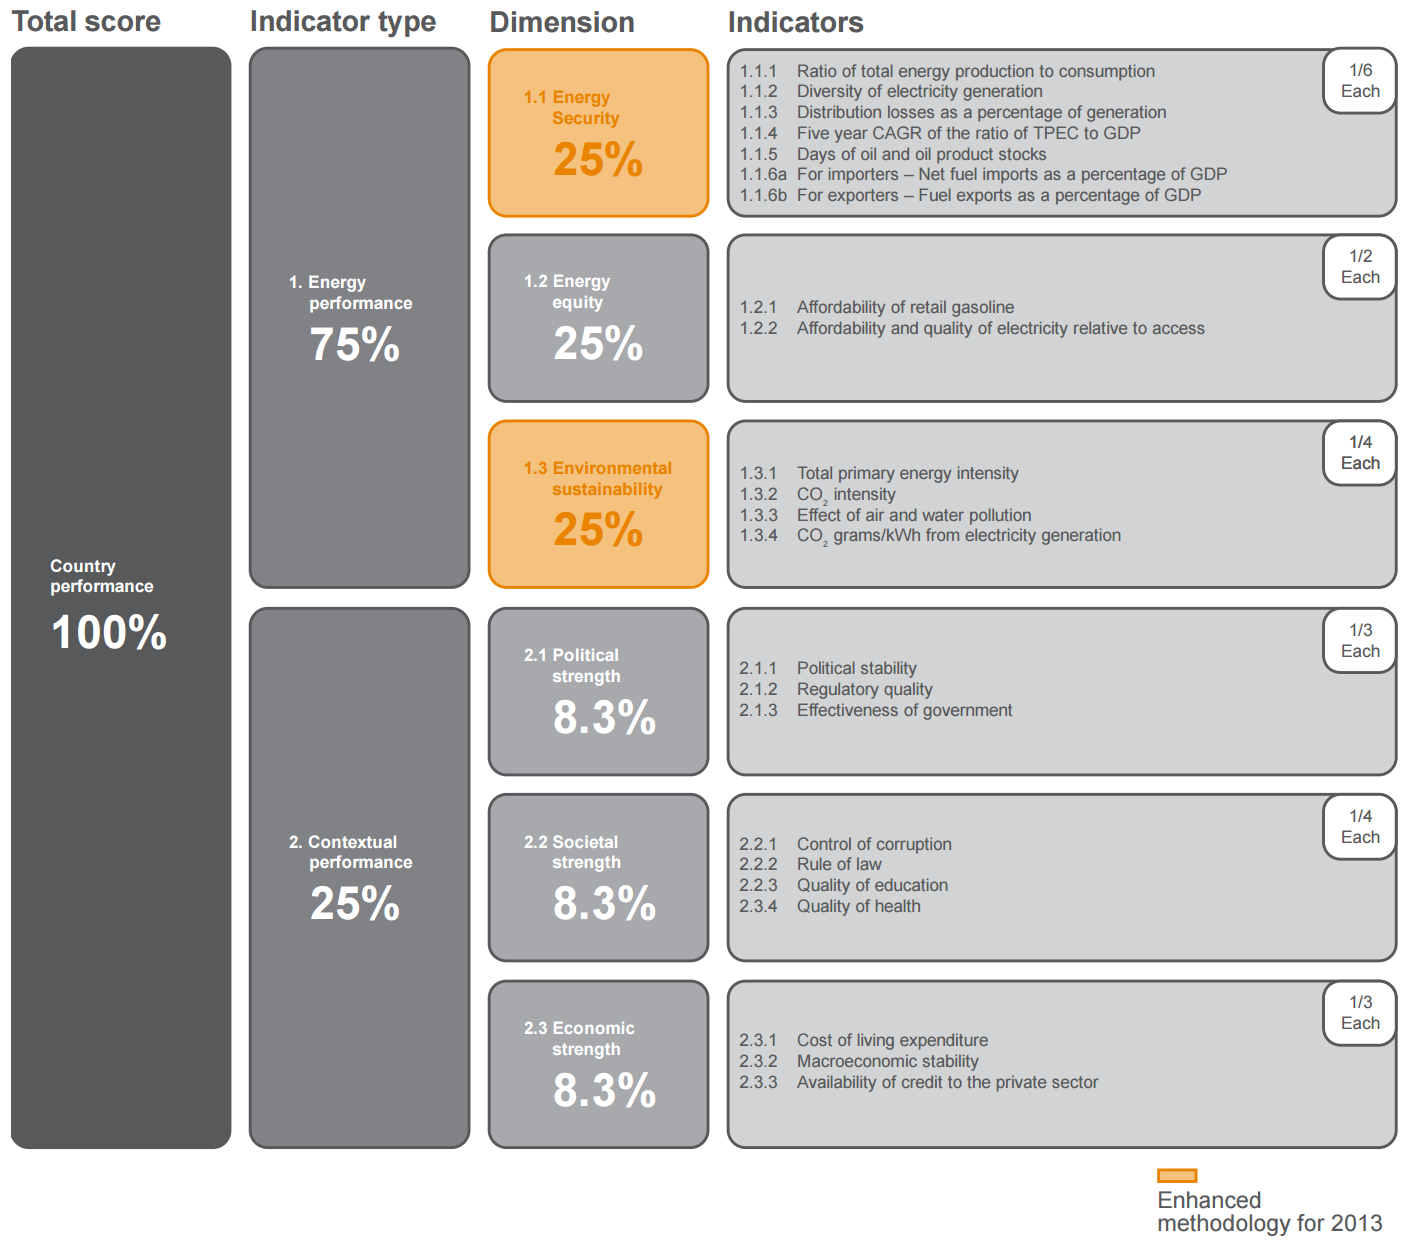 Total score
Indicator type
Dimension
Indicators
Country
performance
100%
1. Energy
performance
75%
1.1 Energy
Security
25%
1/6
Each
1.1.1 Ratio of total energy production to consumption
1.1.2 Diversity of electricity generation
1.1.3 Distribution losses as a percentage of generation
1.1.4 Five year CAGR of the ratio of TPEC to GDP
1.1.5 Days of oil and oil product stocks
1.1.6a For importers – Net fuel imports as a percentage of GDP
1.1.6b For exporters – Fuel exports as a percentage of GDP
1.2 Energy
equity
25%
1/2
Each
1.2.1 Affordability of retail gasoline
1.2.2 Affordability and quality of electricity relative to access
1.3 Environmental
sustainability
25%
1/4
Each
1.3.1 Total primary energy intensity
1.3.2 CO2 intensity
1.3.3 Effect of air and water pollution
1.3.4 CO2 grams/kWh from electricity generation
2. Contextual
performance
25%
2.1 Political
strength
8.3%
1/3
Each
2.1.1 Political stability
2.1.2 Regulatory quality
2.1.3 Effectiveness of government
2.2 Societal
strength
8.3%
1/4
Each
2.2.1 Control of corruption
2.2.2 Rule of law
2.2.3 Quality of education
2.3.4 Quality of health
2.3 Economic
strength
8.3%
1/3
Each
2.3.1 Cost of living expenditure
2.3.2 Macroeconomic stability
2.3.3 Availability of credit to the private sector
Enhanced
methodology for 2013